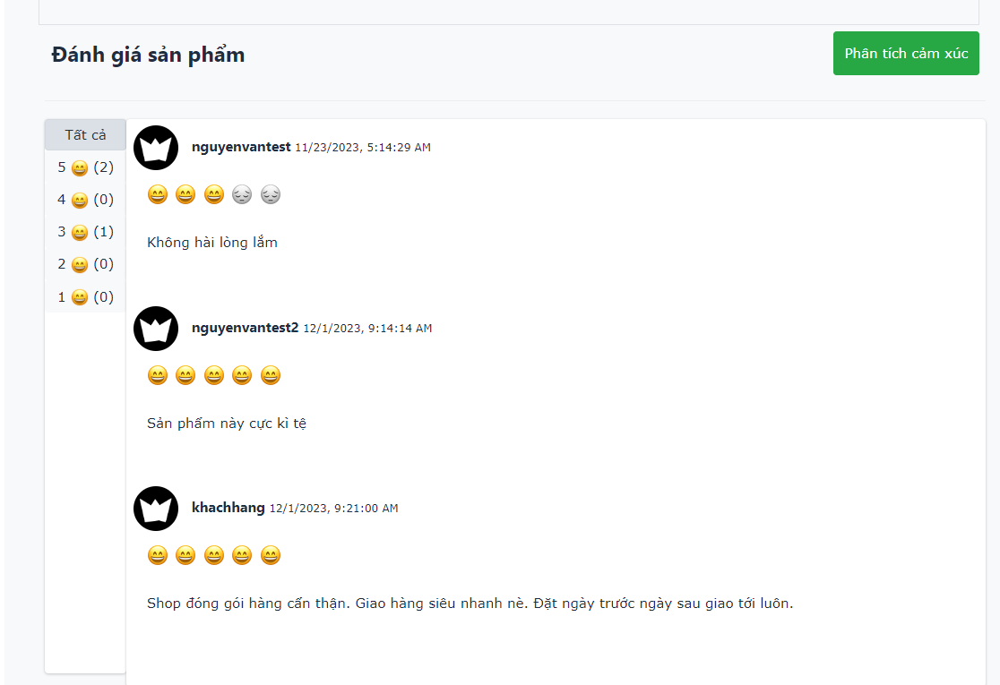 Đánh giá sản phẩm
Phân tích cảm xúc
Tất cả
5 😄 (2)
4 😄 (0)
3 😄 (1)
2 😄 (0)
1 😄 (0)
nguyenvantest 11/23/2023, 5:14:29 AM
Không hài lòng lắm
nguyenvantest2 12/1/2023, 9:14:14 AM
Sản phẩm này cực kì tệ
khachhang 12/1/2023, 9:21:00 AM
Shop đóng gói hàng cẩn thận. Giao hàng siêu nhanh nè. Đặt ngày trước ngày sau giao tới luôn.